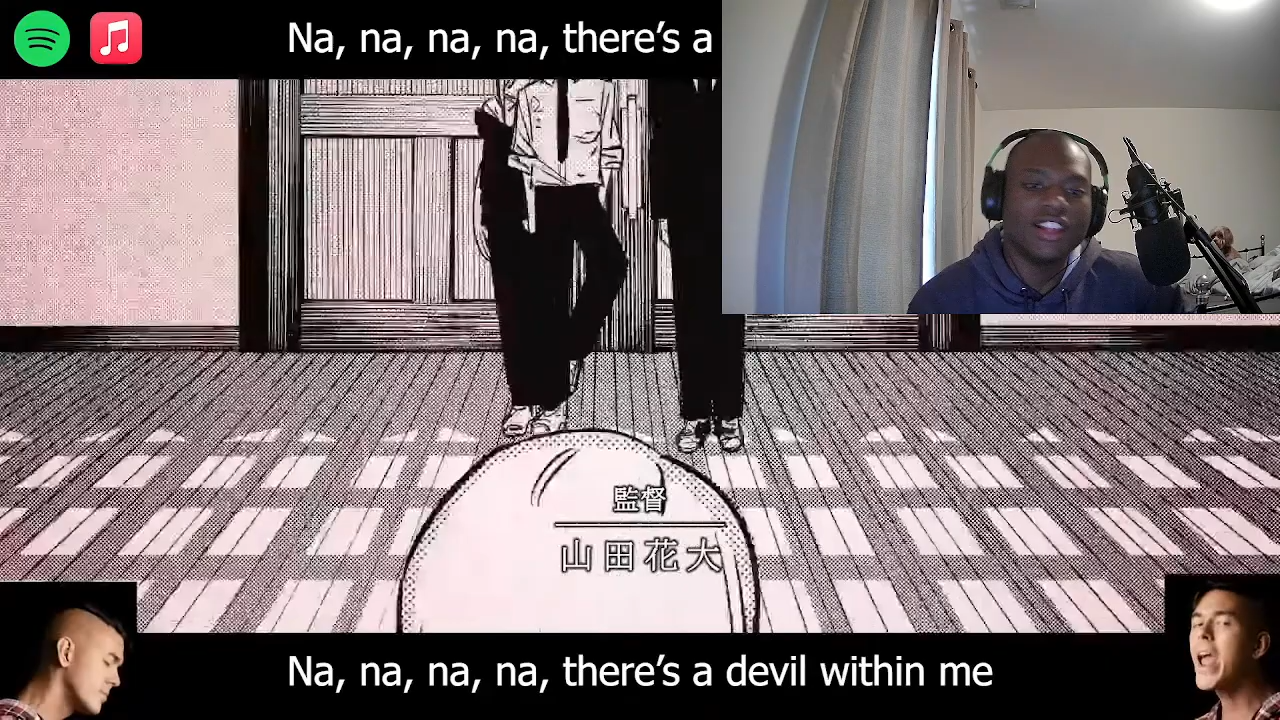 Na, na, na, na, there's a
監督
山田花大
Na, na, na, na, there's a devil within me